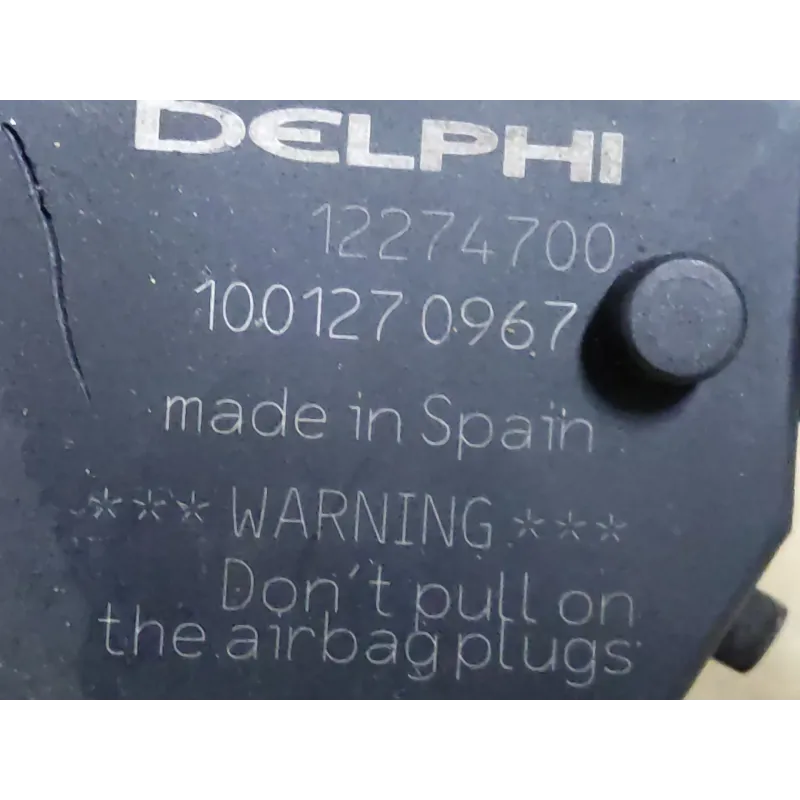 DELPHI
12274700
1001270967
made in Spain
*** WARNING ***
Don't pull on
the airbag plugs